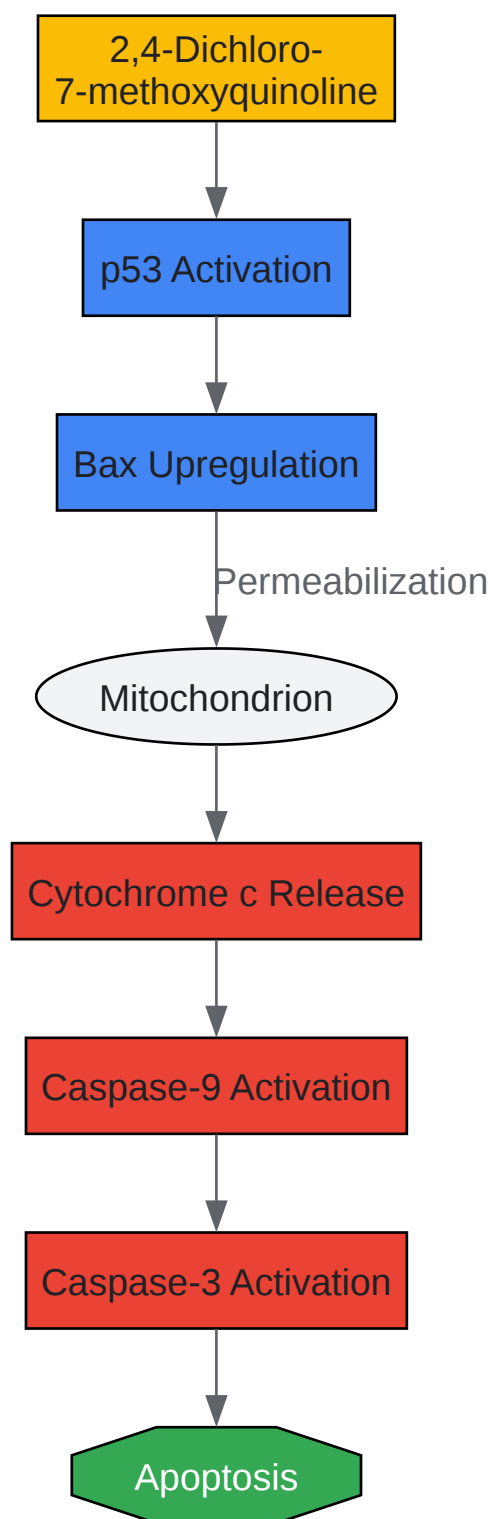 2,4-Dichloro-
7-methoxyquinoline
p53 Activation
Bax Upregulation
Permeabilization
Mitochondrion
Cytochrome c Release
Caspase-9 Activation
Caspase-3 Activation
Apoptosis